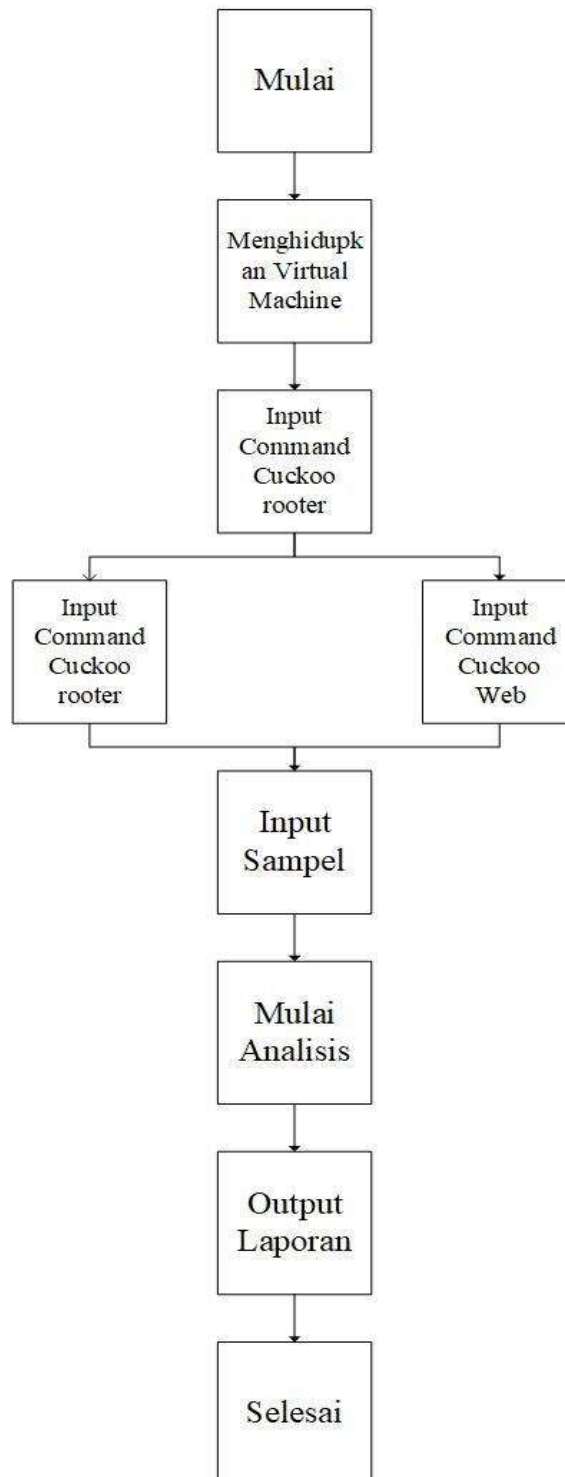 Mulai
Menghidupk
an Virtual
Machine
Input
Command
Cuckoo
rooter
Input
Command
Cuckoo
rooter
Input
Command
Cuckoo
Web
Input
Sampel
Mulai
Analisis
Output
Laporan
Selesai